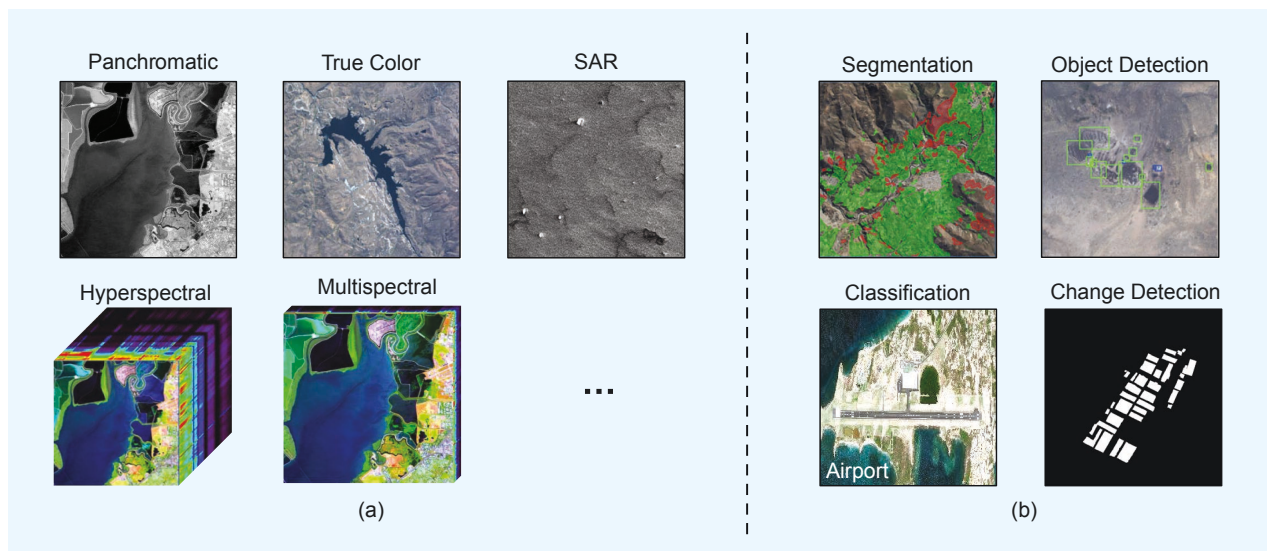 Panchromatic
True Color
SAR
Hyperspectral
Multispectral
...
(a)
Segmentation
Object Detection
Classification
Change Detection
Airport
(b)